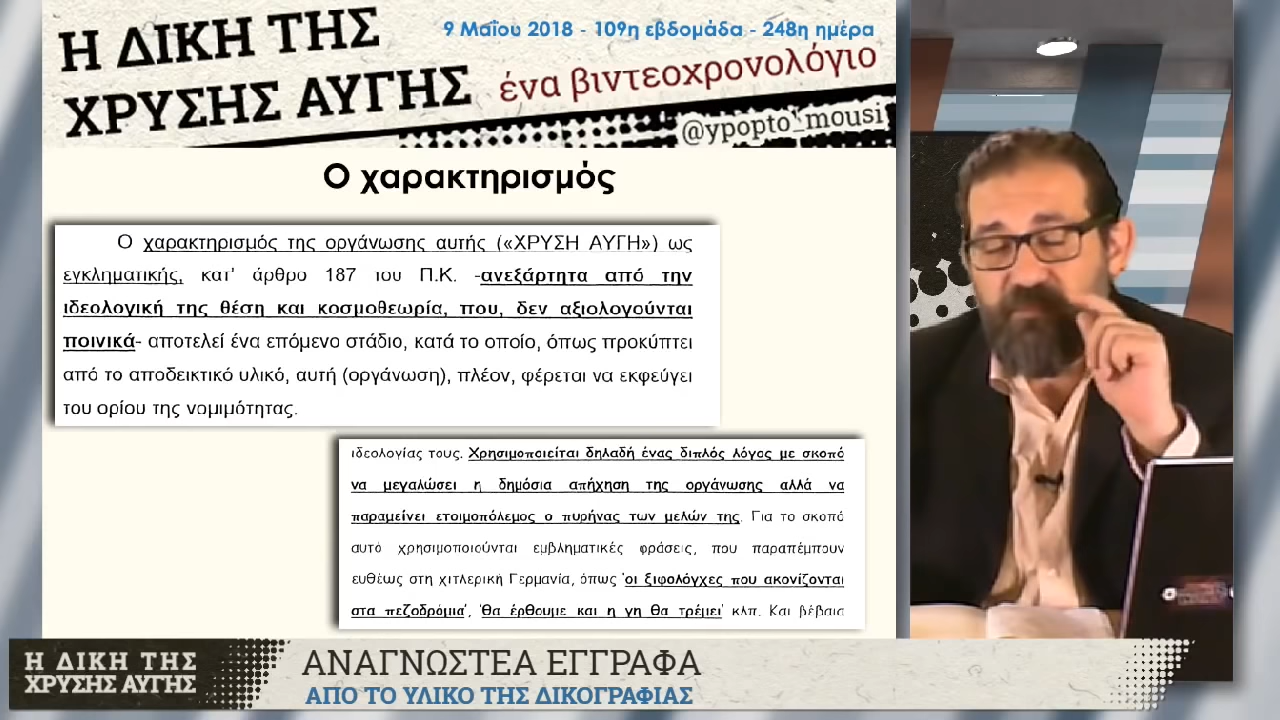 Η ΔΙΚΗ ΤΗΣ
ΧΡΥΣΗΣ ΑΥΓΗΣ
9 Μαΐου 2018 - 109η εβδομάδα - 248η ημέρα
ένα βιντεοχρονολόγιο
@ypopto_mousi
Ο χαρακτηρισμός
Ο χαρακτηρισμός της οργάνωσης αυτής («ΧΡΥΣΗ ΑΥΓΗ») ως
εγκληματικής, κατ' άρθρο 187 του Π.Κ. -ανεξάρτητα από την
ιδεολογική της θέση και κοσμοθεωρία, που, δεν αξιολογούνται
ποινικά- αποτελεί ένα επόμενο στάδιο, κατά το οποίο, όπως προκύπτει
από το αποδεικτικό υλικό, αυτή (οργάνωση), πλέον, φέρεται να εκφεύγει
του ορίου της νομιμότητας.
ιδεολογίας τους. Χρησιμοποιείται δηλαδή ένας διπλός λόγος με σκοπό
να μεγαλώσει η δημόσια απήχηση της οργάνωσης αλλά να
παραμείνει ετοιμοπόλεμος ο πυρήνας των μελών της. Για το σκοπό
αυτό χρησιμοποιούνται εμβληματικές φράσεις, που παραπέμπουν
ευθέως στη χιτλερική Γερμανία, όπως 'οι ξιφολόγχες που ακονίζονται
στα πεζοδρόμια', 'Θα έρθουμε και η γη θα τρέμει' κλπ. Και βέβαια
Η ΔΙΚΗ ΤΗΣ
ΧΡΥΣΗΣ ΑΥΓΗΣ
ΑΝΑΓΝΩΣΤΕΑ ΕΓΓΡΑΦΑ
ΑΠΟ ΤΟ ΥΛΙΚΟ ΤΗΣ ΔΙΚΟΓΡΑΦΙΑΣ